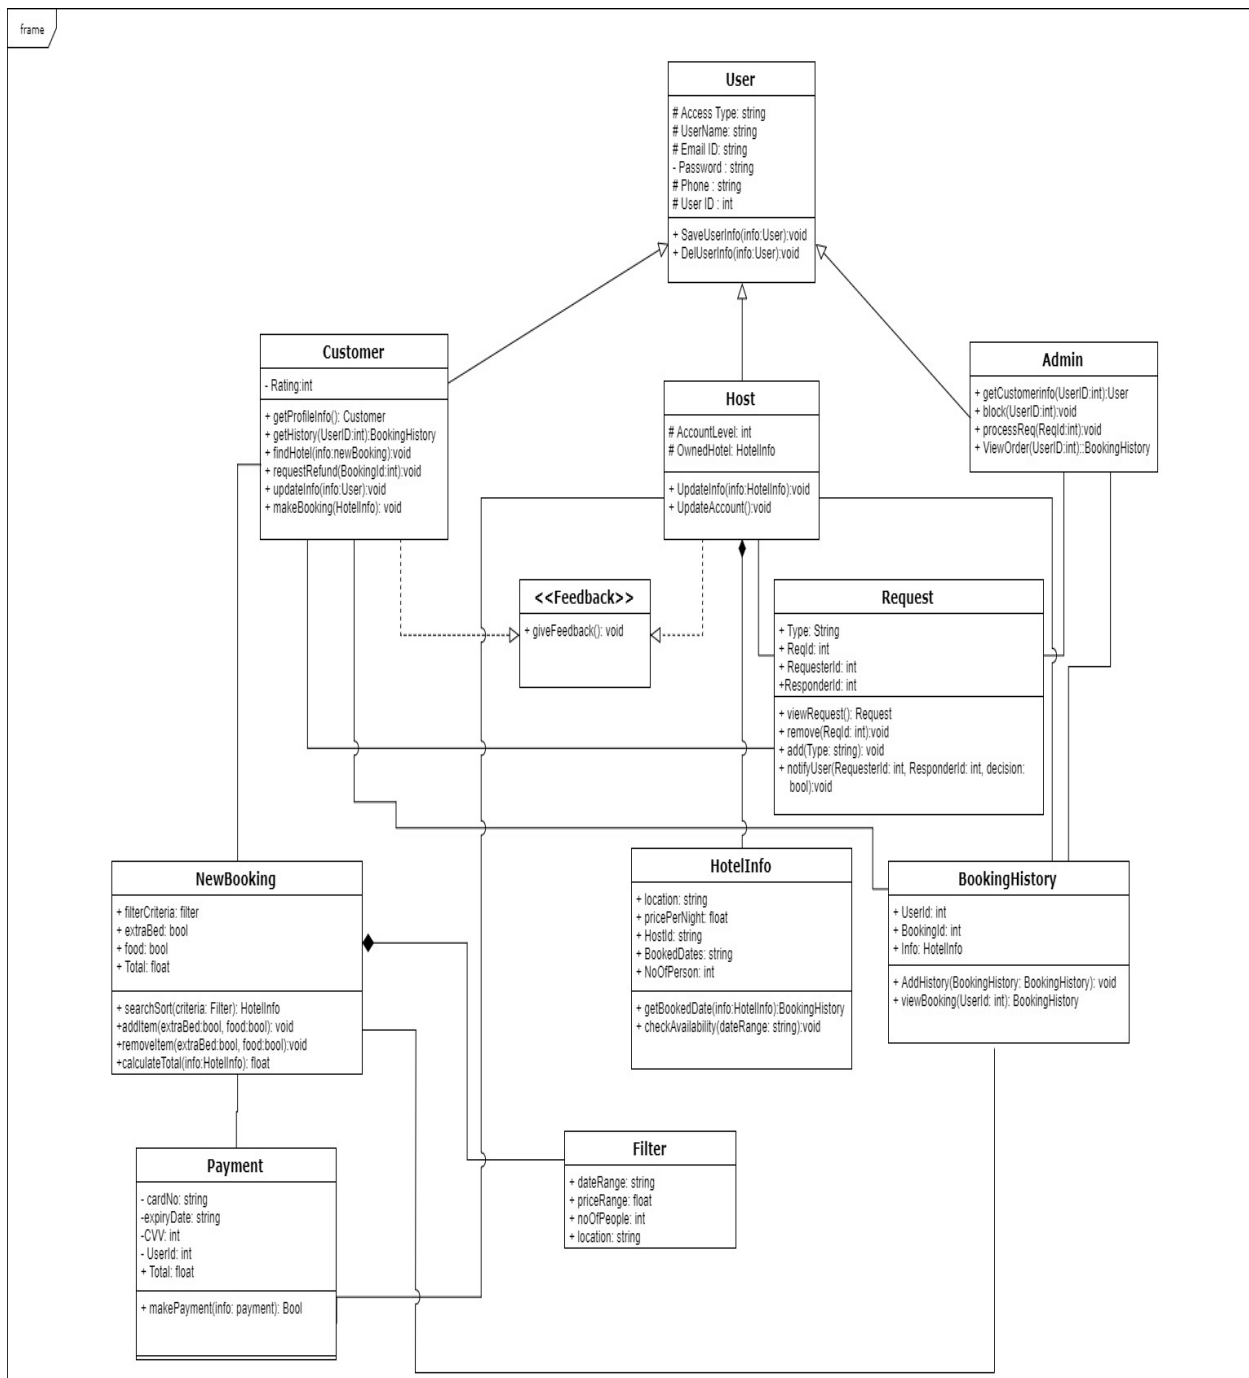 frame
User
# Access Type: string
# UserName: string
# Email ID: string
- Password : string
# Phone : string
# User ID : int
+ SaveUserInfo(info:User):void
+ DelUserInfo(info:User):void
Customer
- Rating:int
+ getProfileInfo(): Customer
+ getHistory(UserID:int):BookingHistory
+ findHotel(info:newBooking):void
+ requestRefund(BookingId:int):void
+ updateInfo(info:User):void
+ makeBooking(HotelInfo): void
Host
# AccountLevel: int
# OwnedHotel: HotelInfo
+ UpdateInfo(info:HotelInfo):void
+ UpdateAccount():void
Admin
+ getCustomerinfo(UserID:int):User
+ block(UserID:int):void
+ processReq(ReqId:int):void
+ ViewOrder(UserID:int)::BookingHistory
<<Feedback>>
+ giveFeedback(): void
Request
+ Type: String
+ ReqId: int
+ RequesterId: int
+ResponderId: int
+ viewRequest(): Request
+ remove(ReqId: int):void
+ add(Type: string): void
+ notifyUser(RequesterId: int, ResponderId: int, decision:
bool):void
NewBooking
+ filterCriteria: filter
+ extraBed: bool
+ food: bool
+ Total: float
+ searchSort(criteria: Filter): HotelInfo
+addItem(extraBed:bool, food:bool): void
+removeItem(extraBed:bool, food:bool):void
+calculateTotal(info:HotelInfo): float
HotelInfo
+ location: string
+ pricePerNight: float
+ HostId: string
+ BookedDates: string
+ NoOfPerson: int
+ getBookedDate(info:HotelInfo):BookingHistory
+ checkAvailability(dateRange: string):void
BookingHistory
+ UserId: int
+ BookingId: int
+ Info: HotelInfo
+ AddHistory(BookingHistory: BookingHistory): void
+ viewBooking(UserId: int): BookingHistory
Payment
- cardNo: string
-expiryDate: string
-CVV: int
- UserId: int
+ Total: float
+ makePayment(info: payment): Bool
Filter
+ dateRange: string
+ priceRange: float
+ noOfPeople: int
+ location: string